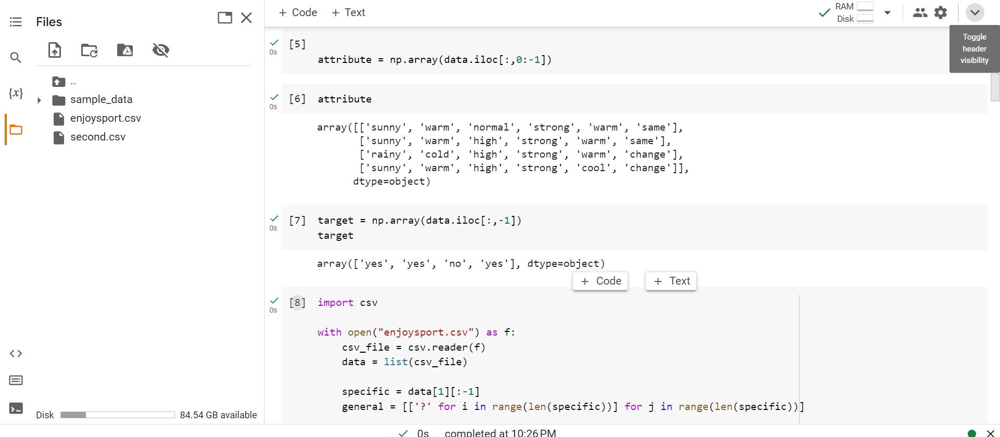 Files
..
sample_data
enjoysport.csv
second.csv
Disk 84.54 GB available
+ Code + Text
RAM
Disk
Toggle
header
visibility
0s
[5]
attribute = np.array(data.iloc[:,0:-1])
0s
[6] attribute
array([['sunny', 'warm', 'normal', 'strong', 'warm', 'same'],
['sunny', 'warm', 'high', 'strong', 'warm', 'same'],
['rainy', 'cold', 'high', 'strong', 'warm', 'change'],
['sunny', 'warm', 'high', 'strong', 'cool', 'change']],
dtype=object)
0s
[7] target = np.array(data.iloc[:,-1])
target
array(['yes', 'yes', 'no', 'yes'], dtype=object)
+ Code + Text
0s
[8] import csv
with open("enjoysport.csv") as f:
csv_file = csv.reader(f)
data = list(csv_file)
specific = data[1][:-1]
general = [['?' for i in range(len(specific))] for j in range(len(specific))]
0s completed at 10:26 PM